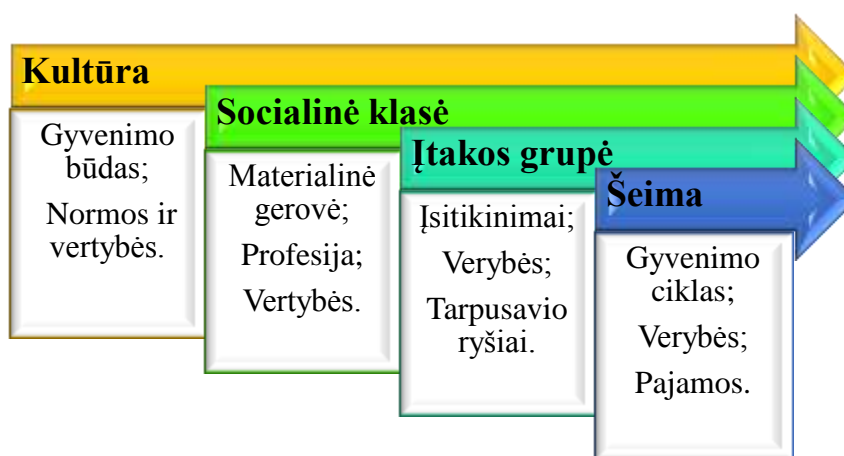 Kultūra
Gyvenimo
būdas;
Normos ir
vertybės.
Socialinė klasė
Materialinė
gerovė;
Profesija;
Vertybės.
Įtakos grupė
Įsitikinimai;
Verybės;
Tarpusavio
ryšiai.
Šeima
Gyvenimo
ciklas;
Verybės;
Pajamos.